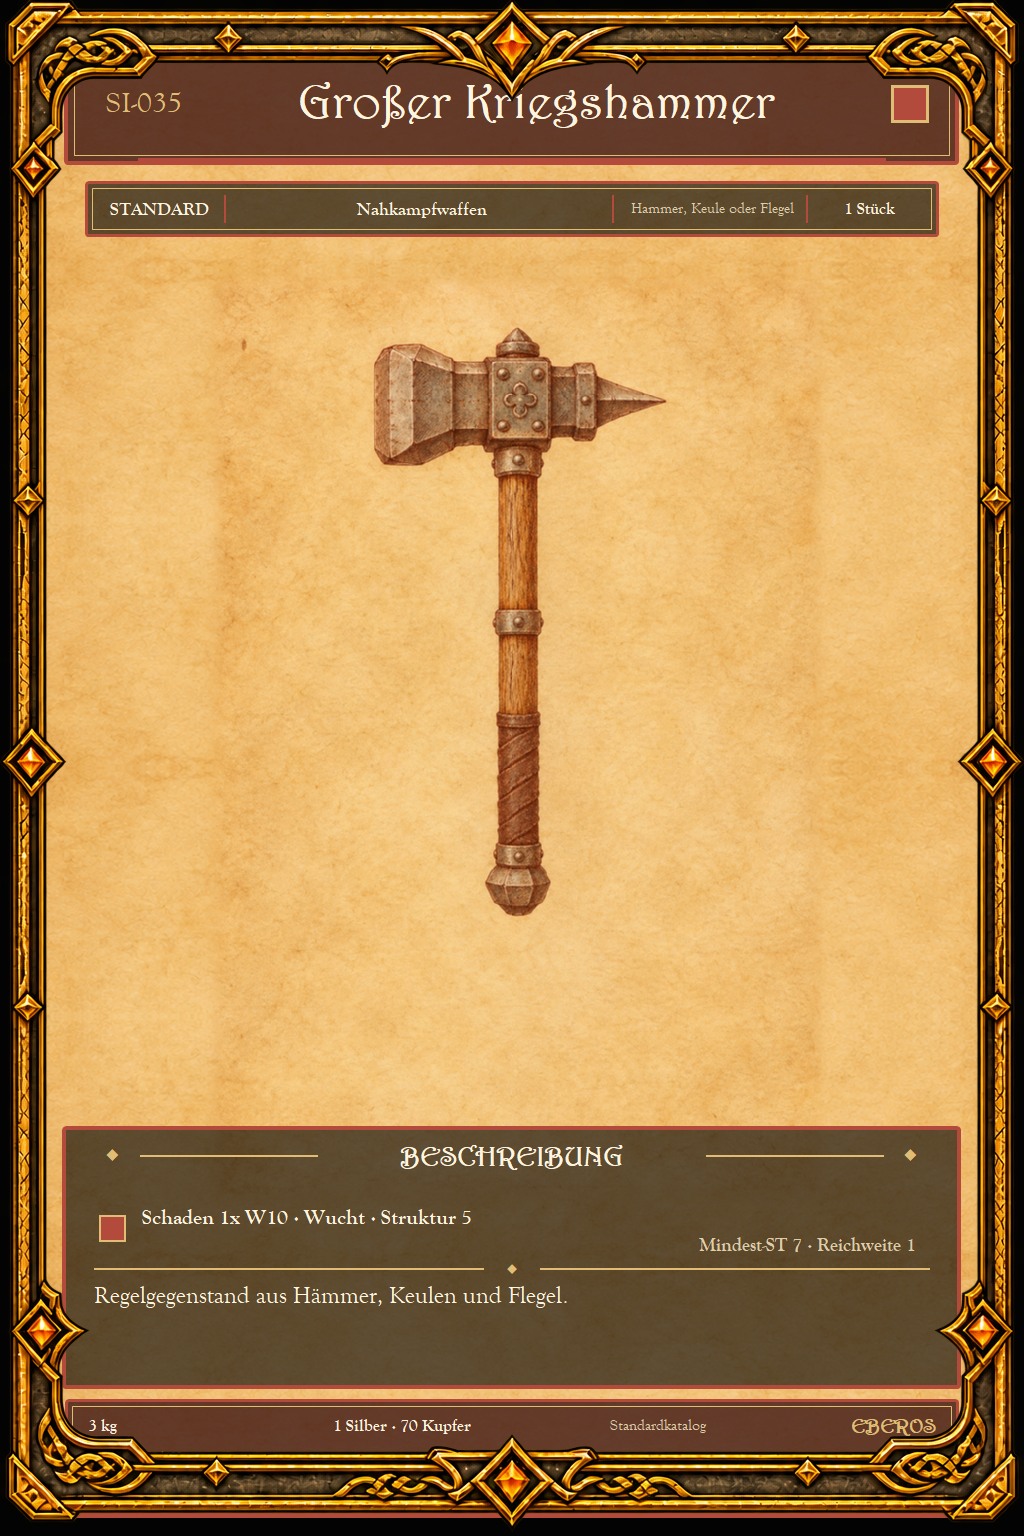 SI-035
Großer Kriegshammer
STANDARD
Nahkampfwaffen
Hammer, Keule oder Flegel
1 Stück
BESCHREIBUNG
Schaden 1x W10 · Wucht · Struktur 5
Mindest-ST 7 · Reichweite 1
Regelgegenstand aus Hämmer, Keulen und Flegel.
3 kg
1 Silber · 70 Kupfer
Standardkatalog
EBEROS